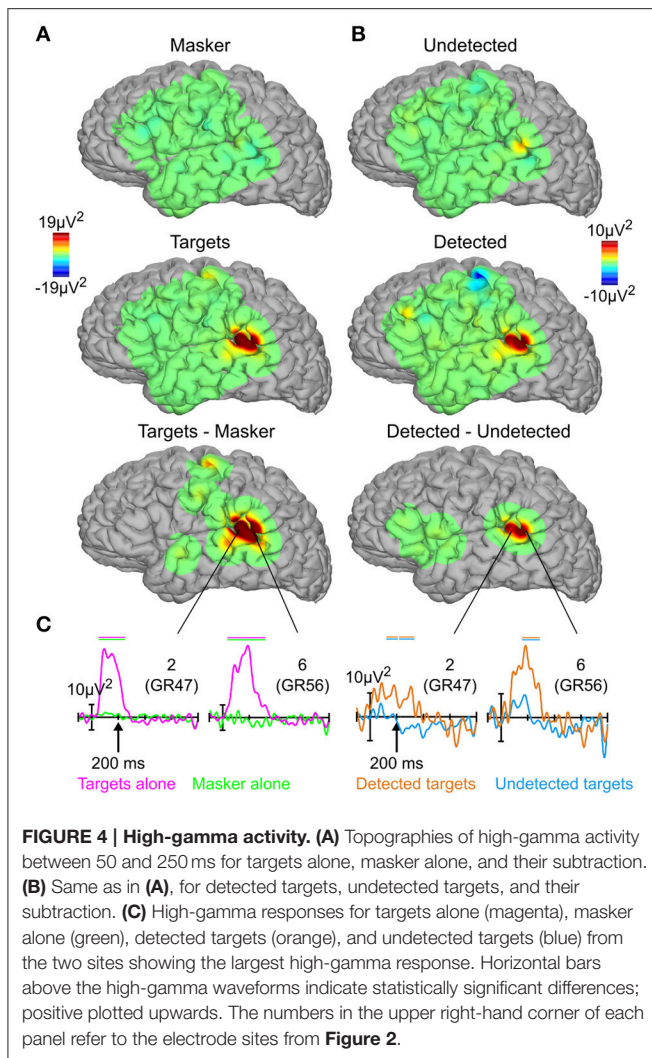 A
B
Masker
Undetected
19µV²
-19µV²
10µV²
-10µV²
Targets
Detected
Targets - Masker
Detected - Undetected
C
2
(GR47)
6
(GR56)
2
(GR47)
6
(GR56)
10µV²
10µV²
200 ms
200 ms
Targets alone
Masker alone
Detected targets
Undetected targets
FIGURE 4 | High-gamma activity. (A) Topographies of high-gamma activity
between 50 and 250 ms for targets alone, masker alone, and their subtraction.
(B) Same as in (A), for detected targets, undetected targets, and their
subtraction. (C) High-gamma responses for targets alone (magenta), masker
alone (green), detected targets (orange), and undetected targets (blue) from
the two sites showing the largest high-gamma response. Horizontal bars
above the high-gamma waveforms indicate statistically significant differences;
positive plotted upwards. The numbers in the upper right-hand corner of each
panel refer to the electrode sites from Figure 2.